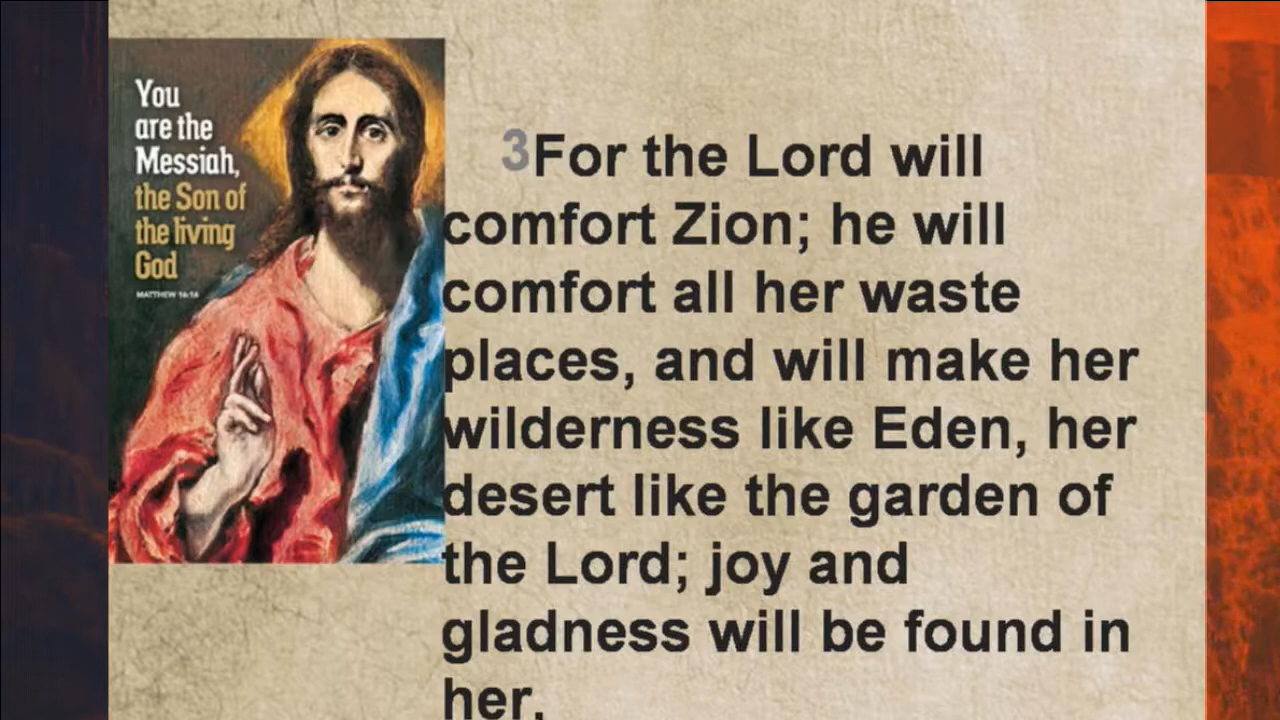 You
are the
Messiah,
the Son of
the living
God
MATTHEW 16:16
3For the Lord will
comfort Zion; he will
comfort all her waste
places, and will make her
wilderness like Eden, her
desert like the garden of
the Lord; joy and
gladness will be found in
her,